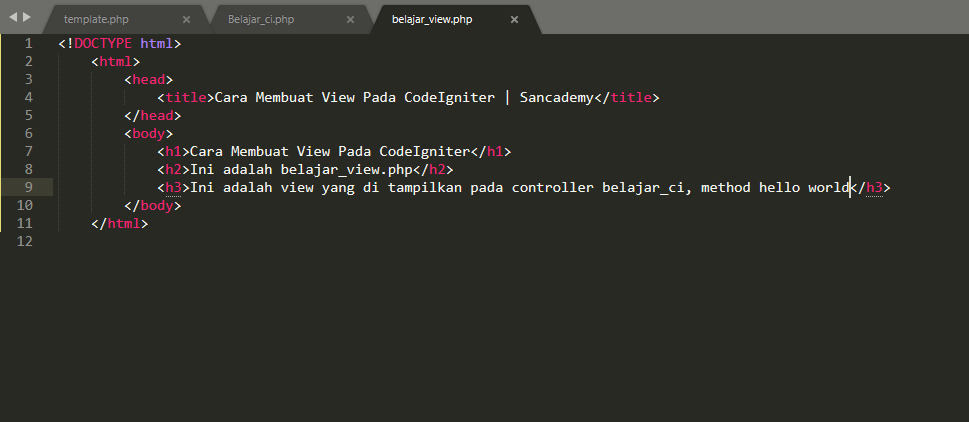 template.php × Belajar_ci.php × belajar_view.php ×
1 <!DOCTYPE html>
2 <html>
3 <head>
4 <title>Cara Membuat View Pada CodeIgniter | Sancademy</title>
5 </head>
6 <body>
7 <h1>Cara Membuat View Pada CodeIgniter</h1>
8 <h2>Ini adalah belajar_view.php</h2>
9 <h3>Ini adalah view yang di tampilkan pada controller belajar_ci, method hello world</h3>
10 </body>
11 </html>
12